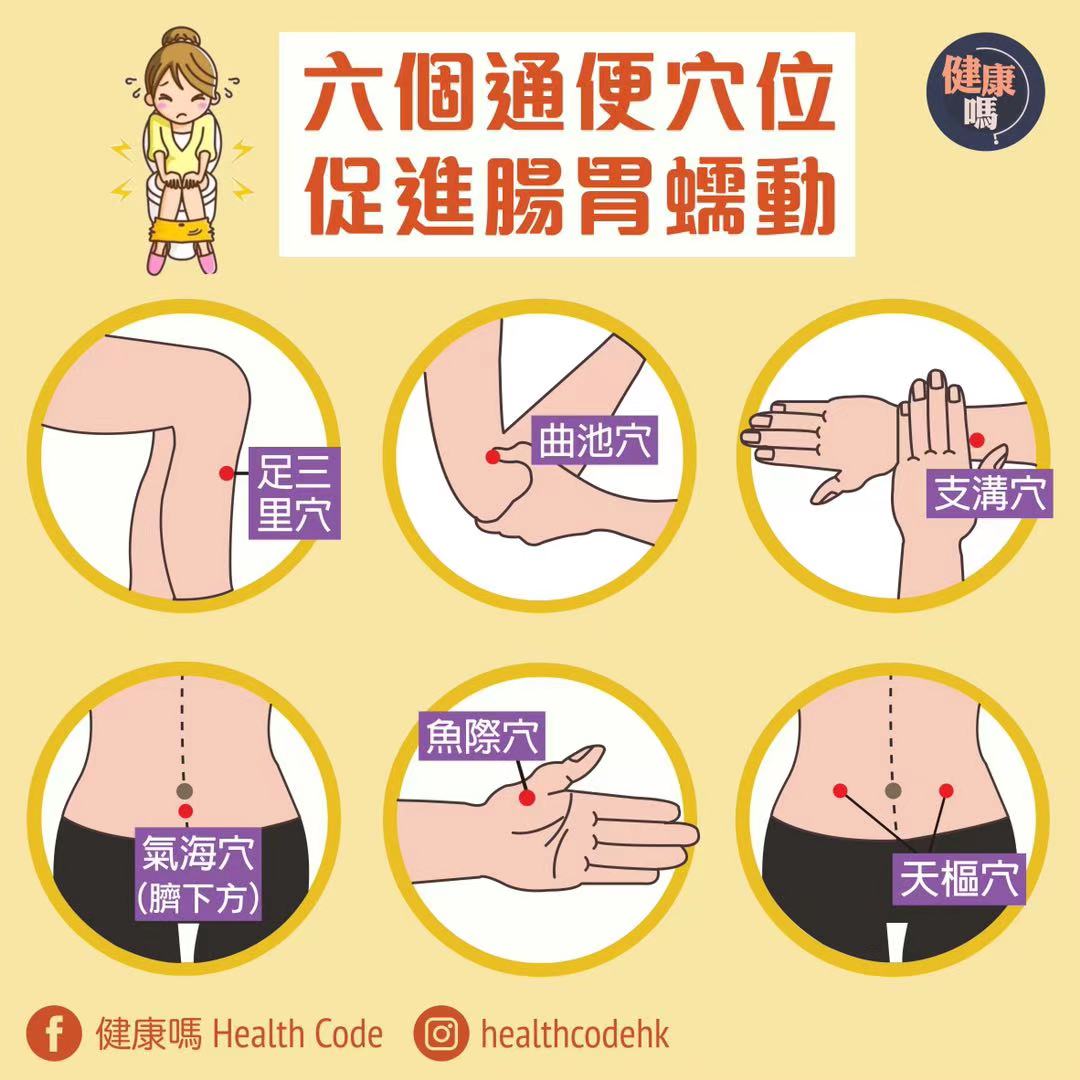 六個通便穴位
促進腸胃蠕動
健康
嗎?
足三
里穴
曲池穴
支溝穴
氣海穴
(臍下方)
魚際穴
天樞穴
健康嗎 Health Code
healthcodehk